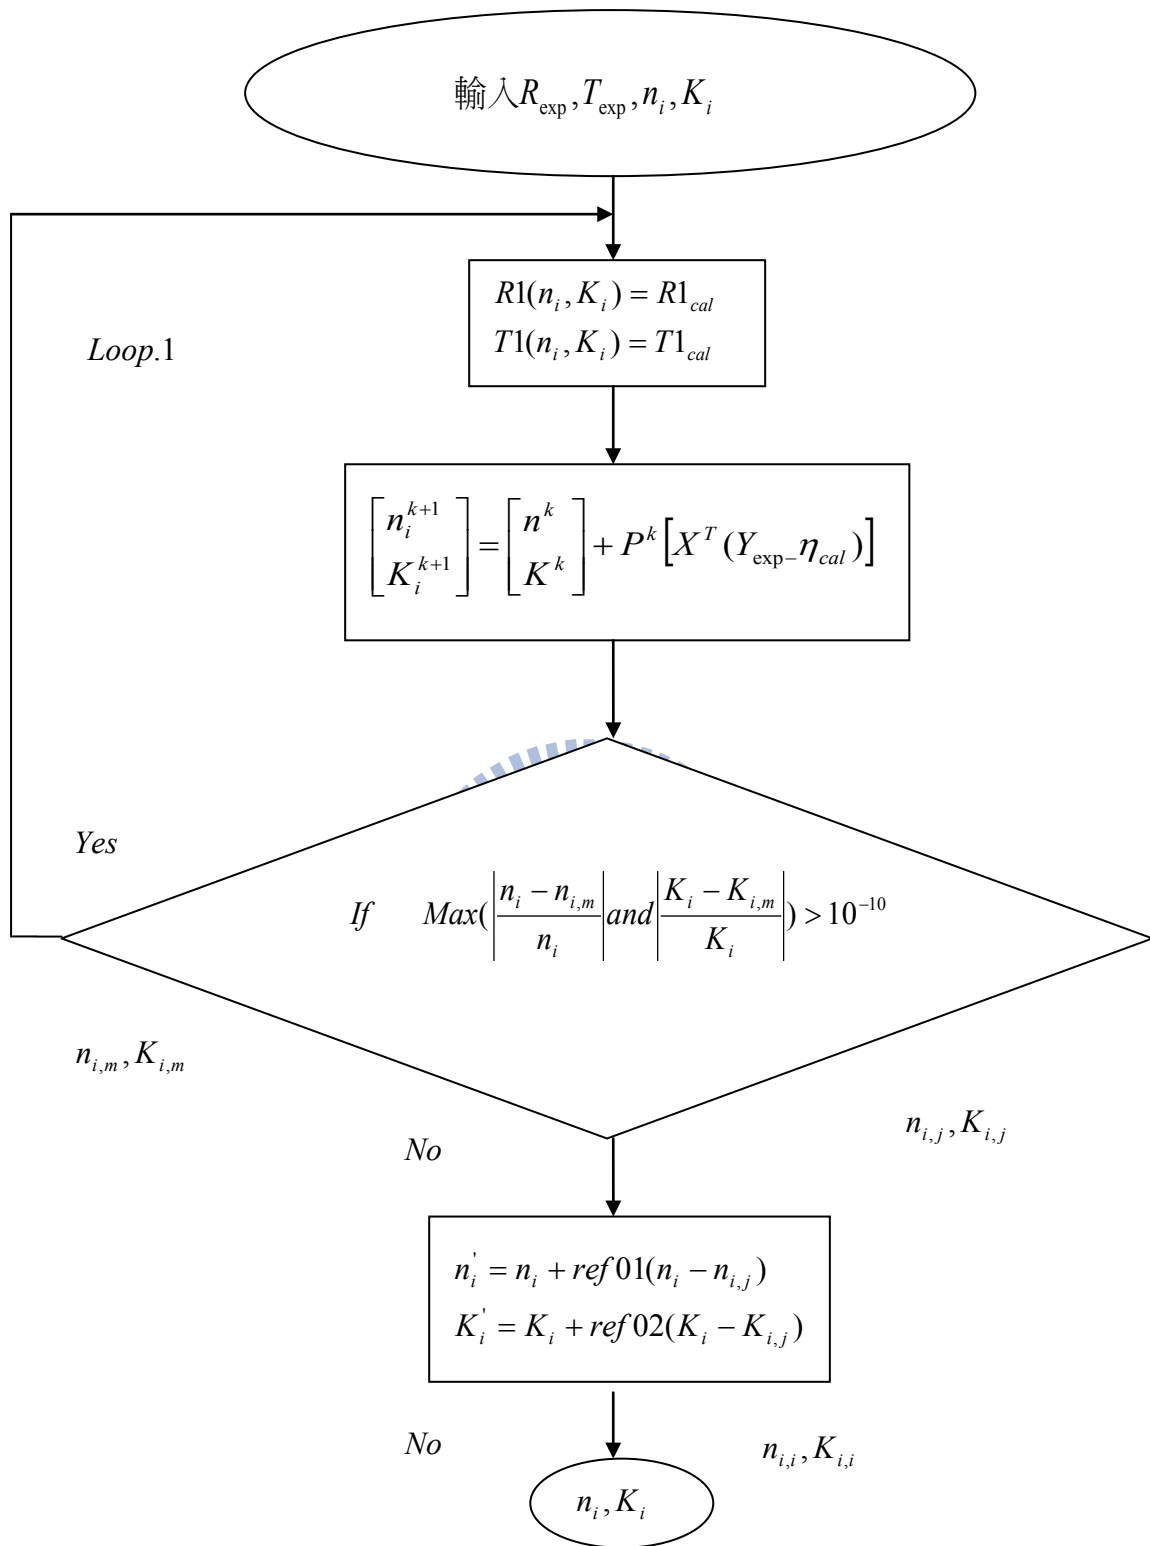 輸入R_exp, T_exp, n_i, K_i
R1(n_i, K_i) = R1_cal
T1(n_i, K_i) = T1_cal
Loop.1
[n_i^{k+1} K_i^{k+1}] = [n^k K^k] + P^k[X^T(Y_{exp−}η_cal)]
Yes
If Max(|(n_i − n_{i,m})/n_i| and |(K_i − K_{i,m})/K_i|) > 10^{−10}
n_{i,m}, K_{i,m}
n_{i,j}, K_{i,j}
No
n_i^' = n_i + ref01(n_i − n_{i,j})
K_i^' = K_i + ref02(K_i − K_{i,j})
No
n_{i,i}, K_{i,i}
n_i, K_i